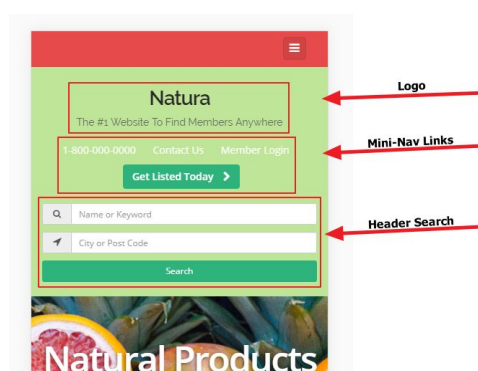 Natura
The #1 Website To Find Members Anywhere
Logo
1-800-000-0000 Contact Us Member Login
Mini-Nav Links
Get Listed Today
Name or Keyword
Header Search
City or Post Code
Search
Natural Products